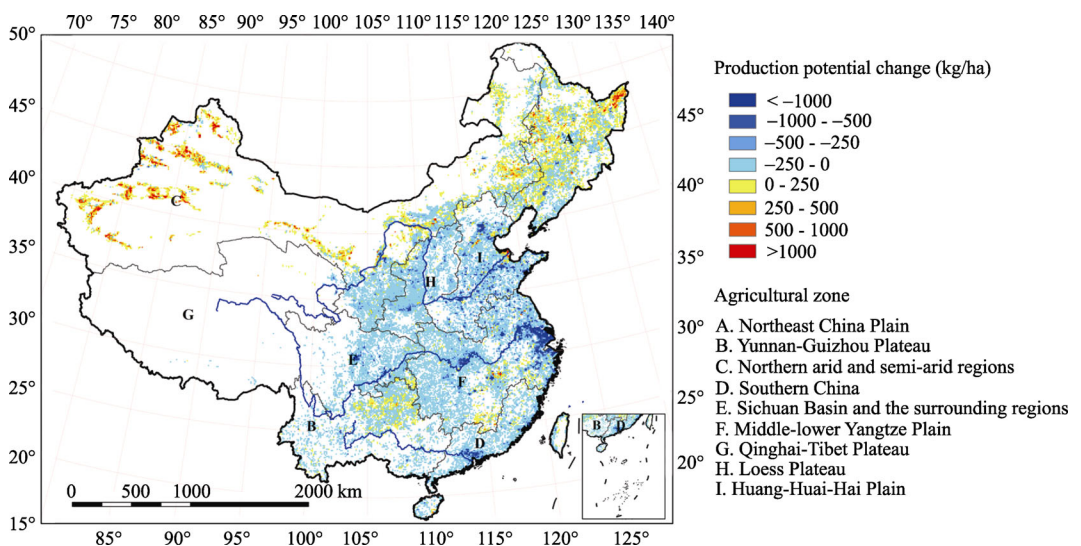 70° 75° 80° 85° 90° 95° 100° 105° 110° 115° 120° 125° 130° 135° 140°
50°
45°
40°
35°
30°
25°
20°
15°
45°
40°
35°
30°
25°
20°
85° 90° 95° 100° 105° 110° 115° 120° 125°
A
C
I
H
G
E
F
B
D
B D
0 500 1000 2000 km
Production potential change (kg/ha)
< −1000
−1000 - −500
−500 - −250
−250 - 0
0 - 250
250 - 500
500 - 1000
>1000
Agricultural zone
A. Northeast China Plain
B. Yunnan-Guizhou Plateau
C. Northern arid and semi-arid regions
D. Southern China
E. Sichuan Basin and the surrounding regions
F. Middle-lower Yangtze Plain
G. Qinghai-Tibet Plateau
H. Loess Plateau
I. Huang-Huai-Hai Plain